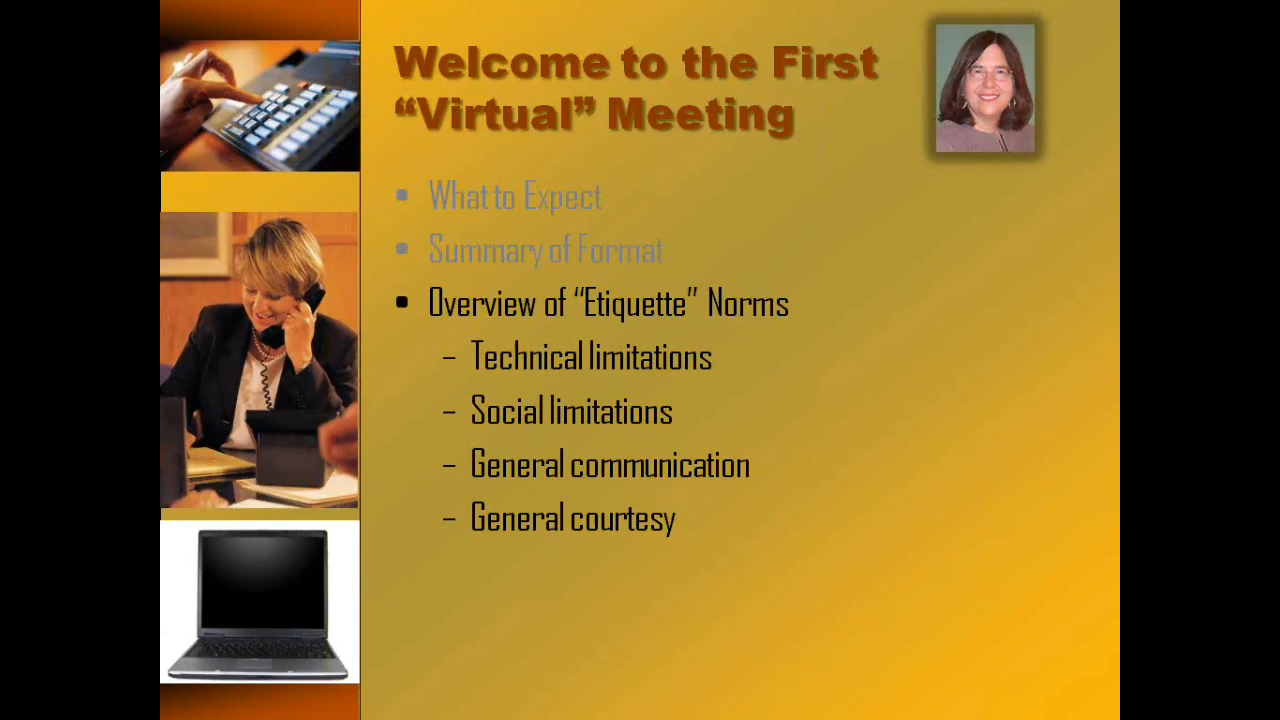 Welcome to the First
“Virtual” Meeting
• What to Expect
• Summary of Format
• Overview of “Etiquette” Norms
– Technical limitations
– Social limitations
– General communication
– General courtesy